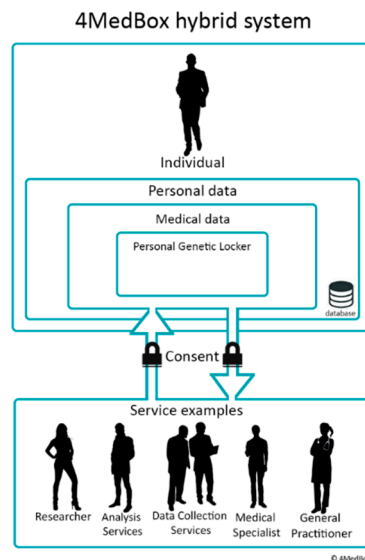 4MedBox hybrid system
Individual
Personal data
Medical data
Personal Genetic Locker
database
Consent
Service examples
Researcher
Analysis
Services
Data Collection
Services
Medical
Specialist
General
Practitioner